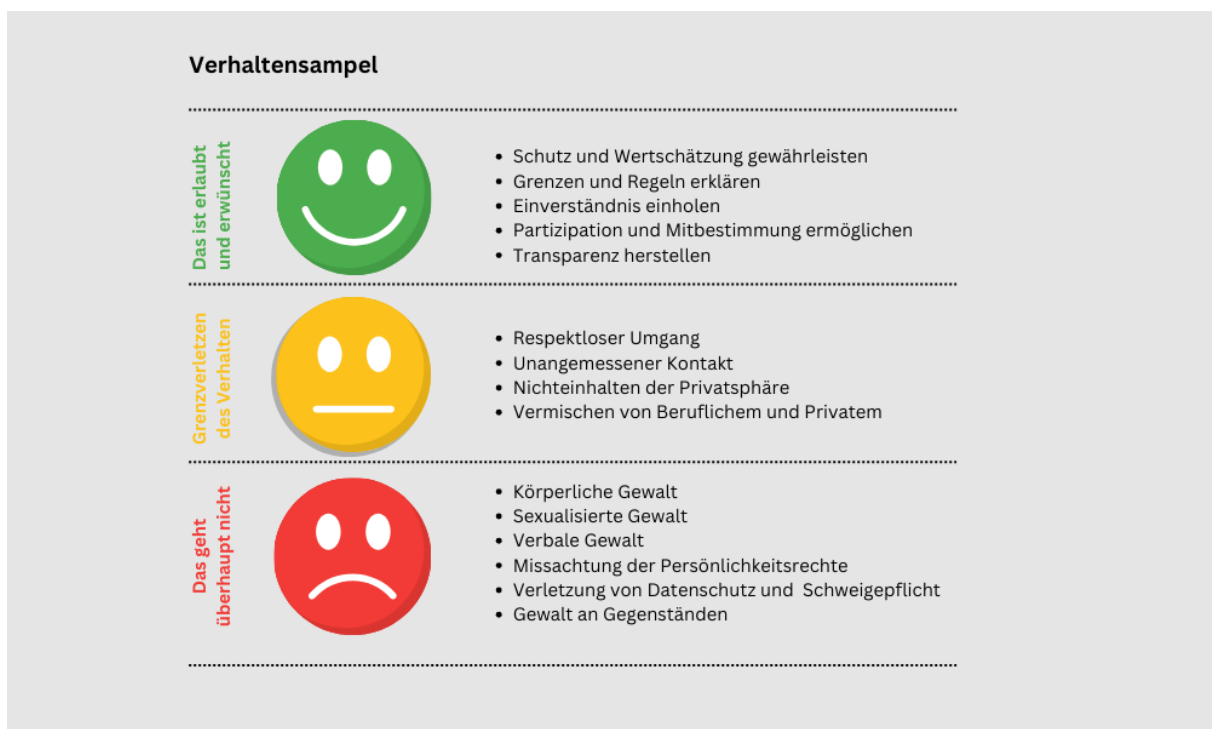 Verhaltensampel
Das ist erlaubt
und erwünscht
• Schutz und Wertschätzung gewährleisten
• Grenzen und Regeln erklären
• Einverständnis einholen
• Partizipation und Mitbestimmung ermöglichen
• Transparenz herstellen
Grenzverletzen
des Verhalten
• Respektloser Umgang
• Unangemessener Kontakt
• Nichteinhalten der Privatsphäre
• Vermischen von Beruflichem und Privatem
Das geht
überhaupt nicht
• Körperliche Gewalt
• Sexualisierte Gewalt
• Verbale Gewalt
• Missachtung der Persönlichkeitsrechte
• Verletzung von Datenschutz und  Schweigepflicht
• Gewalt an Gegenständen